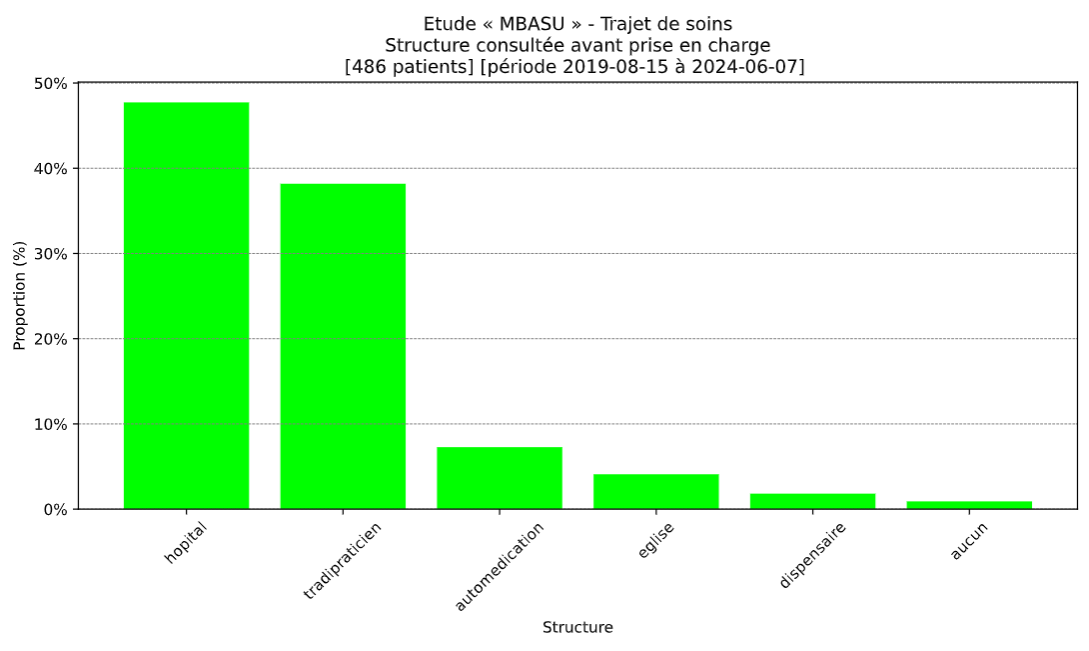 Etude « MBASU » - Trajet de soins
Structure consultée avant prise en charge
[486 patients] [période 2019-08-15 à 2024-06-07]
Proportion (%)
50%
40%
30%
20%
10%
0%
hopital
tradipraticien
automedication
eglise
dispensaire
aucun
Structure